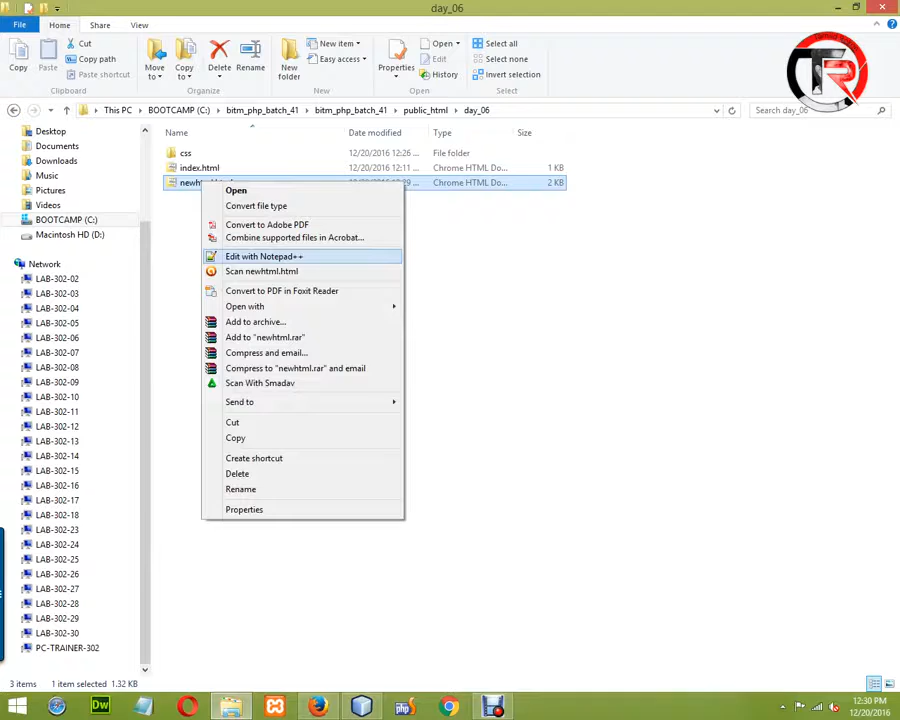 day_06
File
Home
Share
View
Copy
Paste
Cut
Copy path
Paste shortcut
Clipboard
Move to
Copy to
Delete
Rename
Organize
New folder
New item
Easy access
New
Properties
Open
Edit
History
Open
Select all
Select none
Invert selection
Select
TR
This PC
BOOTCAMP (C:)
bitm_php_batch_41
bitm_php_batch_41
public_html
day_06
Search day_06
Desktop
Documents
Downloads
Music
Pictures
Videos
BOOTCAMP (C:)
Macintosh HD (D:)
Network
LAB-302-02
LAB-302-03
LAB-302-04
LAB-302-05
LAB-302-06
LAB-302-07
LAB-302-08
LAB-302-09
LAB-302-10
LAB-302-11
LAB-302-12
LAB-302-13
LAB-302-14
LAB-302-15
LAB-302-16
LAB-302-17
LAB-302-18
LAB-302-23
LAB-302-24
LAB-302-25
LAB-302-26
LAB-302-27
LAB-302-28
LAB-302-29
LAB-302-30
PC-TRAINER-302
Name Date modified Type Size
css 12/20/2016 12:26 ... File folder
index.html 12/20/2016 12:11 ... Chrome HTML Do... 1 KB
Chrome HTML Do... 2 KB
Open
Convert file type
Convert to Adobe PDF
Combine supported files in Acrobat...
Edit with Notepad++
Scan newhtml.html
Convert to PDF in Foxit Reader
Open with
Add to archive...
Add to "newhtml.rar"
Compress and email...
Compress to "newhtml.rar" and email
Scan With Smadav
Send to
Cut
Copy
Create shortcut
Delete
Rename
Properties
3 items 1 item selected 1.32 KB
Dw
php
12:30 PM
12/20/2016